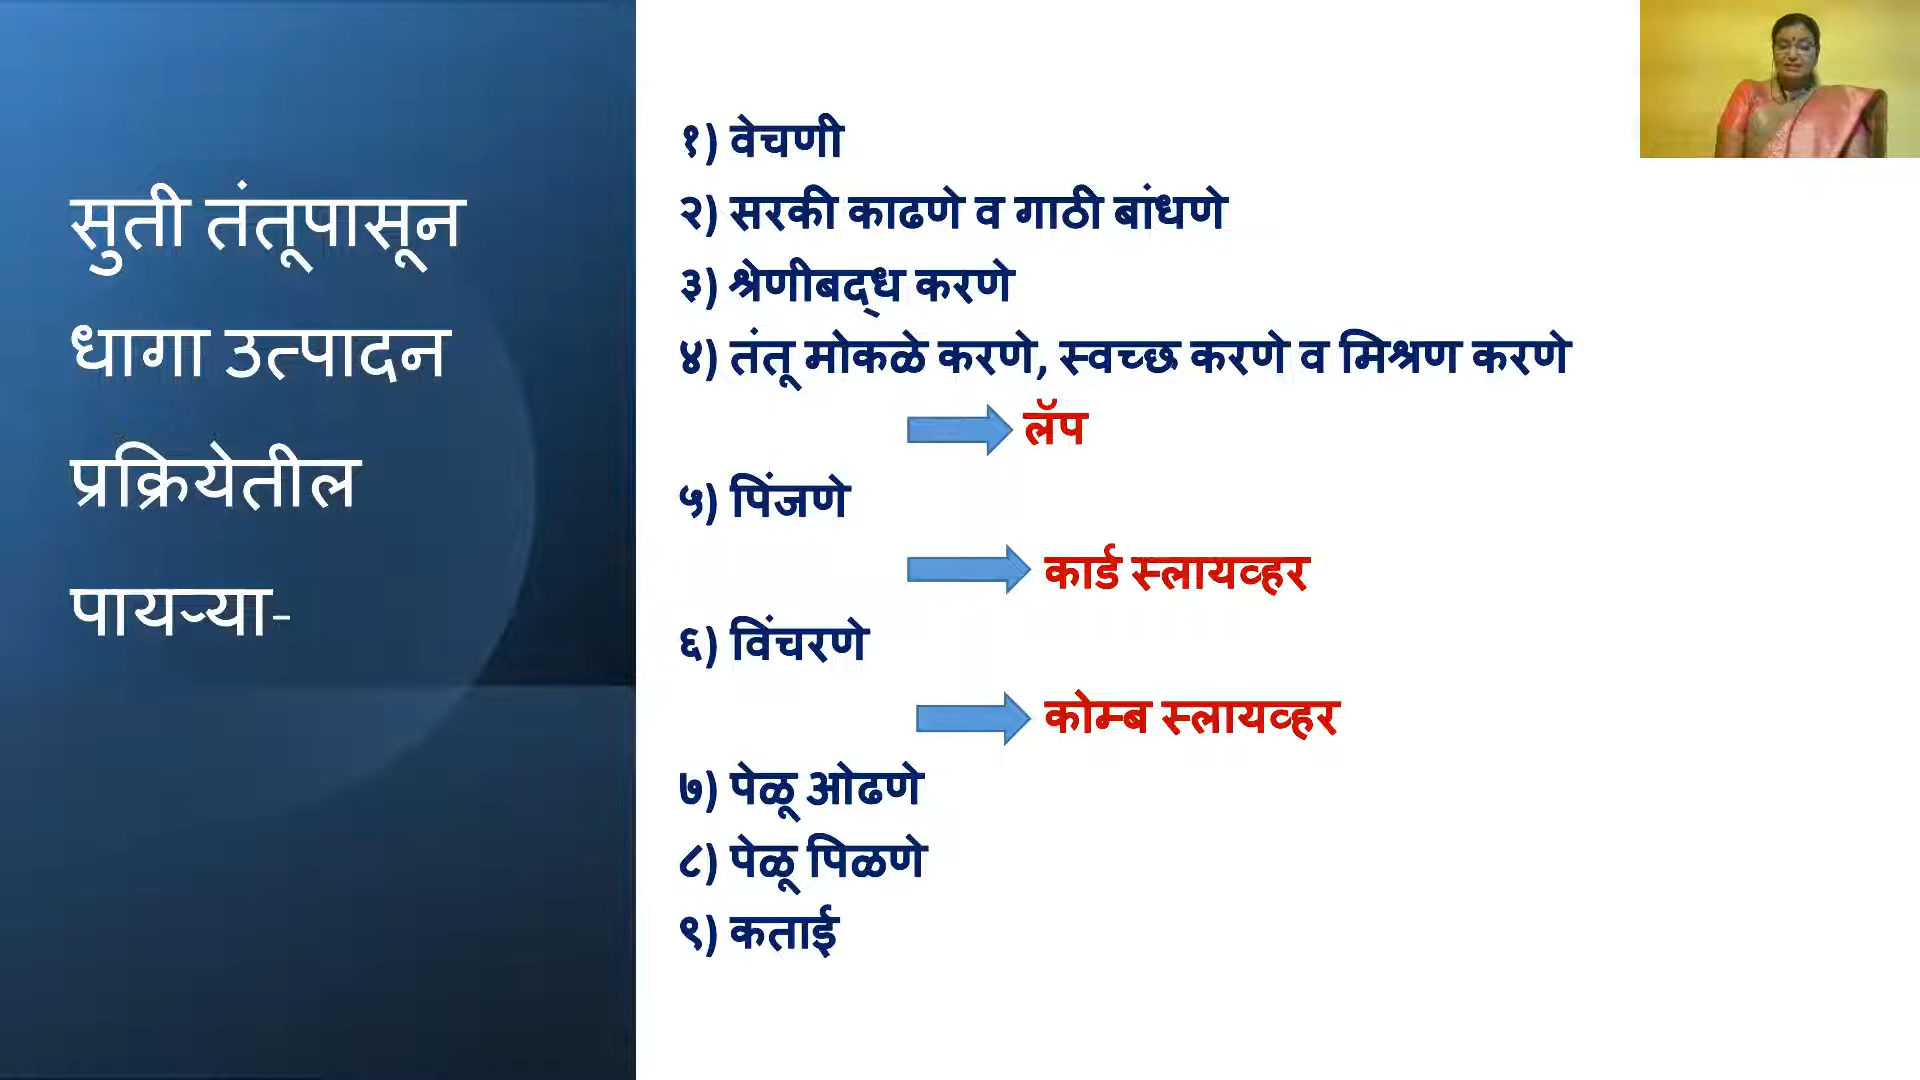 सुती तंतूपासून
धागा उत्पादन
प्रक्रियेतील
पायऱ्या-
१) वेचणी
२) सरकी काढणे व गाठी बांधणे
३) श्रेणीबद्ध करणे
४) तंतू मोकळे करणे, स्वच्छ करणे व मिश्रण करणे
लॅप
५) पिंजणे
कार्ड स्लायव्हर
६) विंचरणे
कोम्ब स्लायव्हर
७) पेळू ओढणे
८) पेळू पिळणे
९) कताई